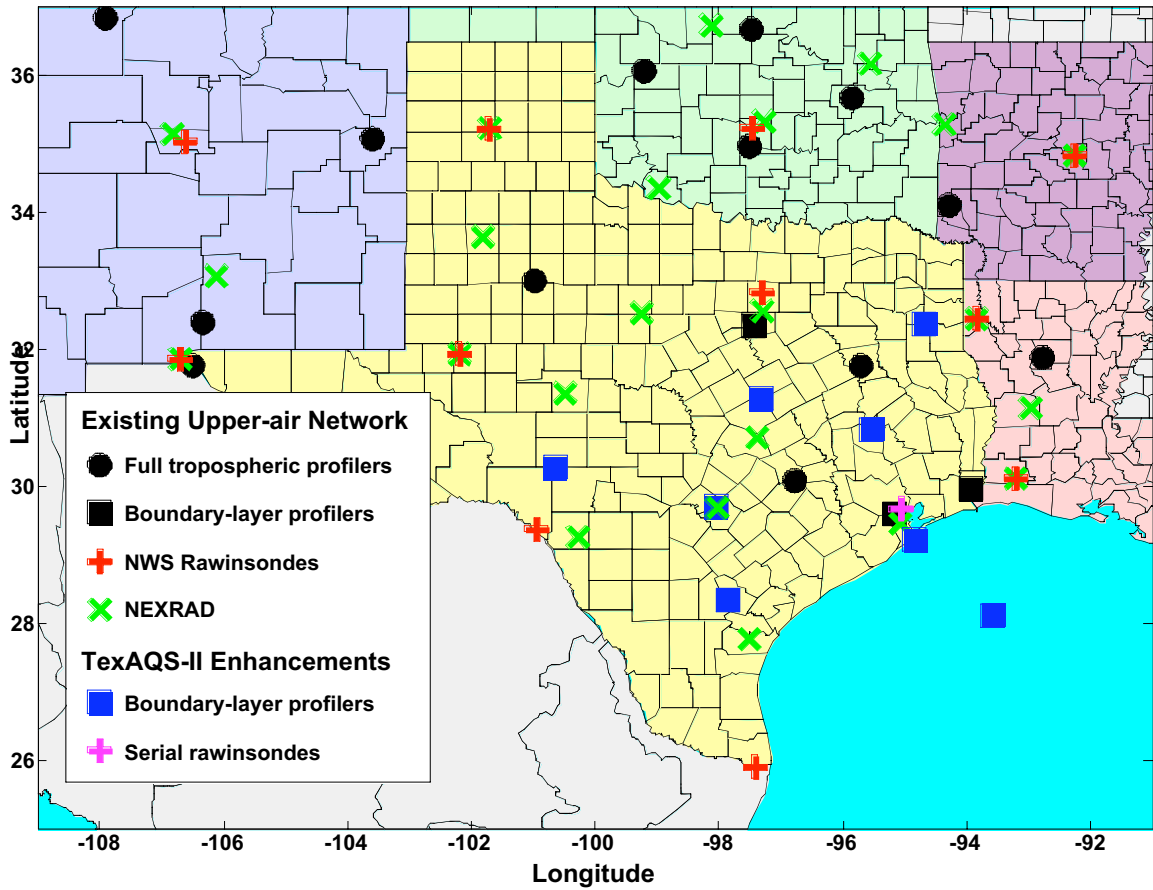 36
34
32
30
28
26
Latitude
Existing Upper-air Network
Full tropospheric profilers
Boundary-layer profilers
NWS Rawinsondes
NEXRAD
TexAQS-II Enhancements
Boundary-layer profilers
Serial rawinsondes
-108 -106 -104 -102 -100 -98 -96 -94 -92
Longitude